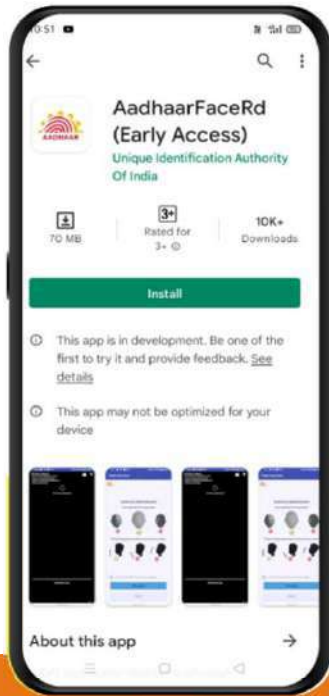 10:51
AADHAAR
AadhaarFaceRd
(Early Access)
Unique Identification Authority
Of India
70 MB
3+
Rated for
3+
10K+
Downloads
Install
This app is in development. Be one of the
first to try it and provide feedback. See
details
This app may not be optimized for your
device
About this app